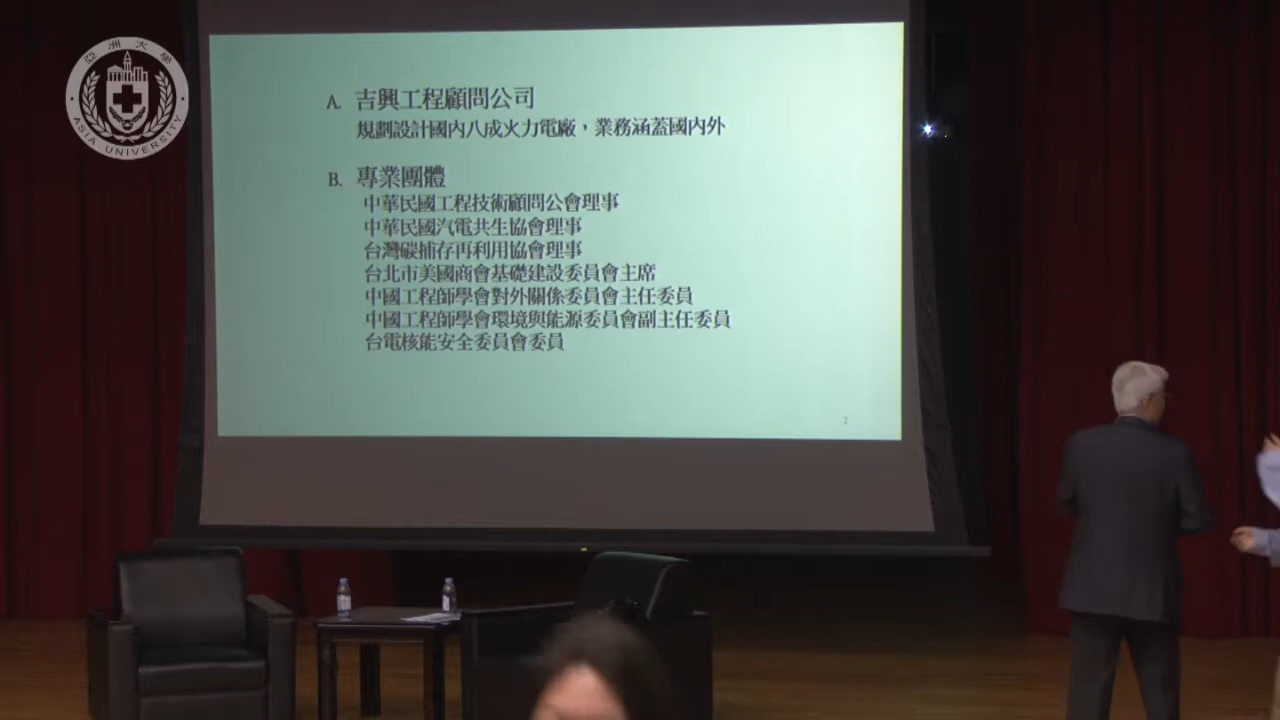 亞洲大學
ASIA UNIVERSITY
A. 吉興工程顧問公司
規劃設計國內八成火力電廠，業務涵蓋國內外
B. 專業團體
中華民國工程技術顧問公會理事
中華民國汽電共生協會理事
台灣碳捕存再利用協會理事
台北市美國商會基礎建設委員會主席
中國工程師學會對外關係委員會主任委員
中國工程師學會環境與能源委員會副主任委員
台電核能安全委員會委員
2